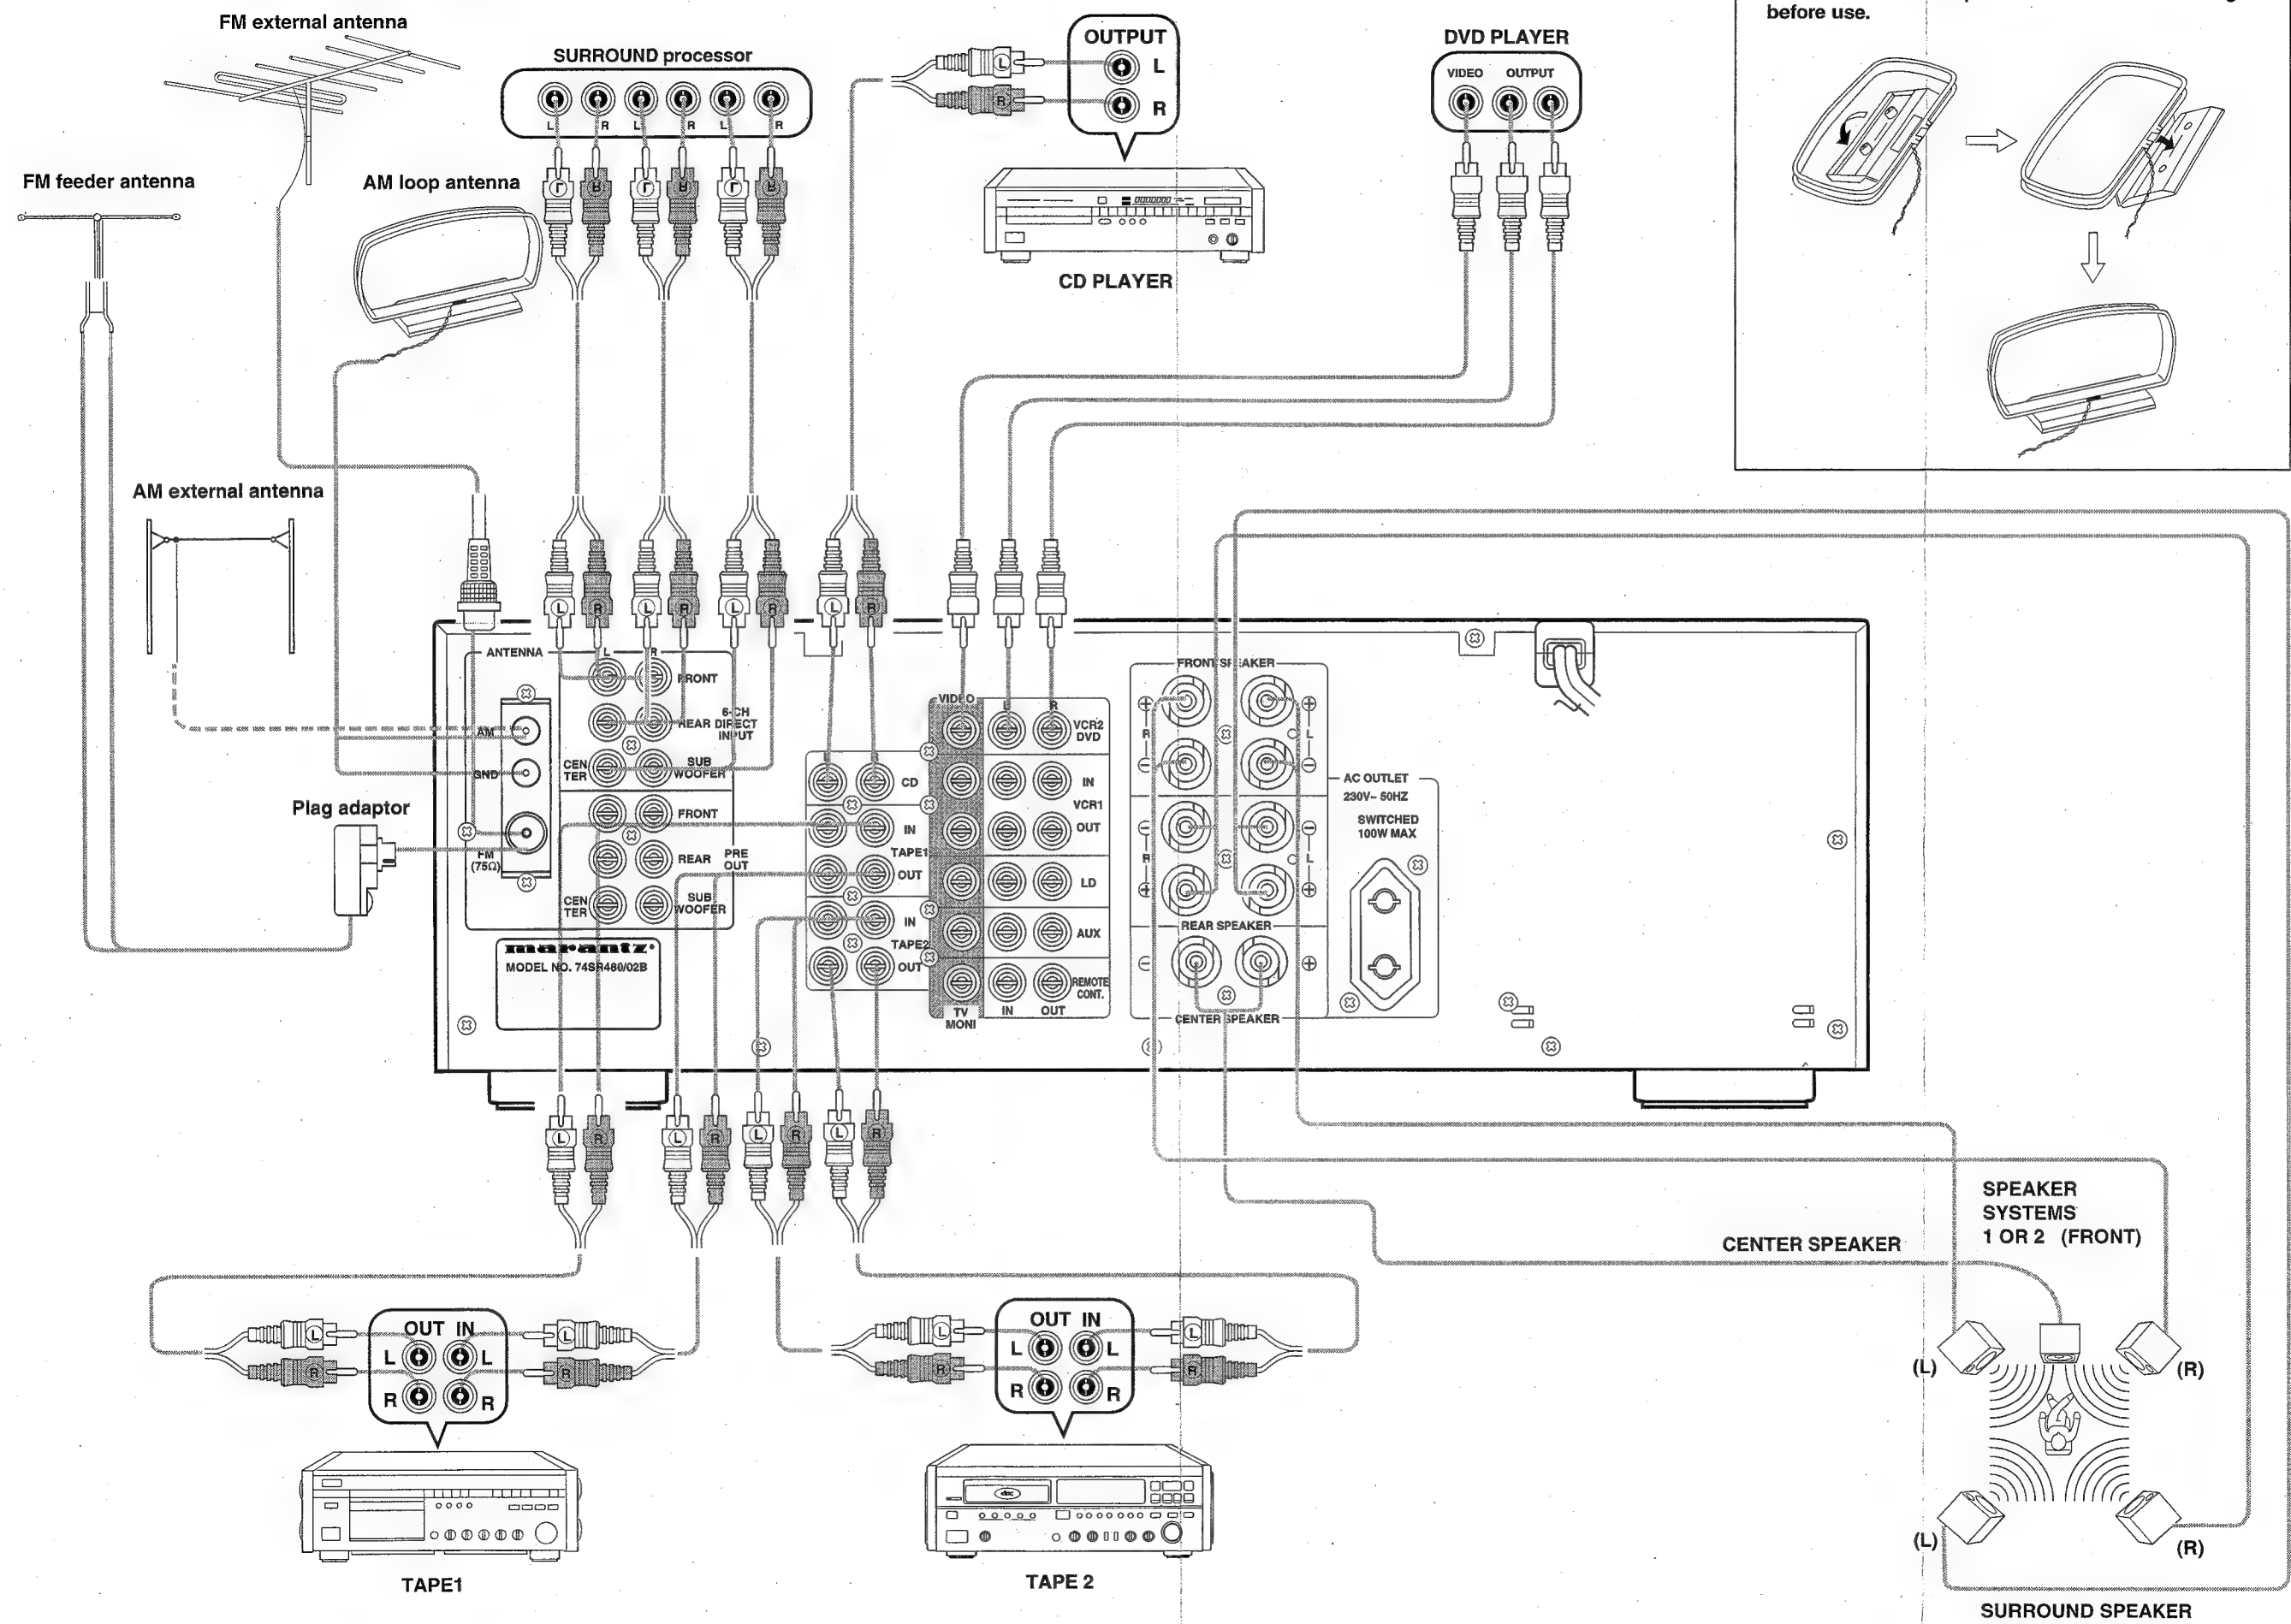 before use.
FM external antenna
SURROUND processor
L R L R L R
OUTPUT
L
R
DVD PLAYER
VIDEO OUTPUT
FM feeder antenna
AM loop antenna
L R L R L R
L
R
CD PLAYER
AM external antenna
L R L R L R L R
ANTENNA
L R
FRONT
REAR
6-CH
DIRECT
INPUT
CEN
TER
SUB
WOOFER
AM
GND
FM
(75Ω)
FRONT
REAR
PRE
OUT
CEN
TER
SUB
WOOFER
Plag adaptor
marantz
MODEL NO. 74SR460/02B
CD
IN
TAPE1
OUT
IN
TAPE2
OUT
VIDEO
L R
VCR2
DVD
IN
VCR1
OUT
LD
AUX
REMOTE
CONT.
TV
MONI
IN OUT
FRONT SPEAKER
R L
R L
REAR SPEAKER
CENTER SPEAKER
AC OUTLET
230V~ 50HZ
SWITCHED
100W MAX
L R L R L R L R
SPEAKER
SYSTEMS
1 OR 2 (FRONT)
CENTER SPEAKER
OUT IN
L L
R R
L R
L R
TAPE1
OUT IN
L L
R R
L R
L R
TAPE 2
(L) (R)
(L) (R)
SURROUND SPEAKER